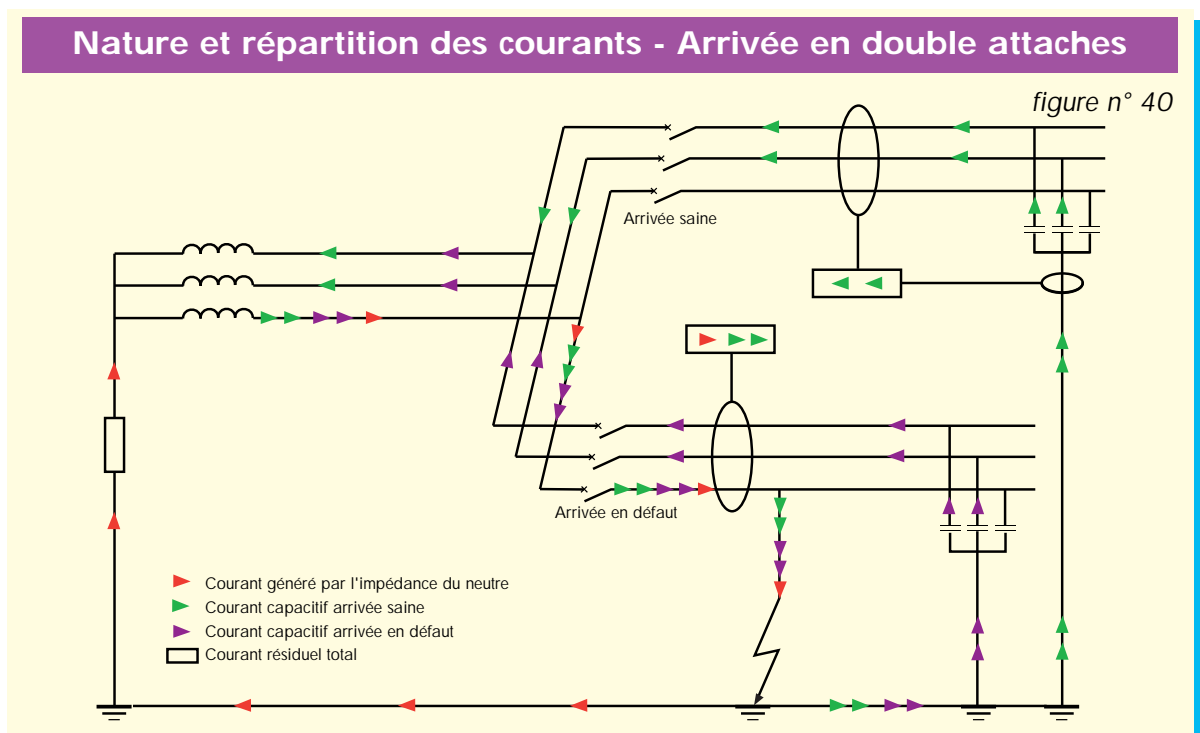 Nature et répartition des courants - Arrivée en double attaches
figure n° 40
Arrivée saine
Arrivée en défaut
Courant généré par l'impédance du neutre
Courant capacitif arrivée saine
Courant capacitif arrivée en défaut
Courant résiduel total